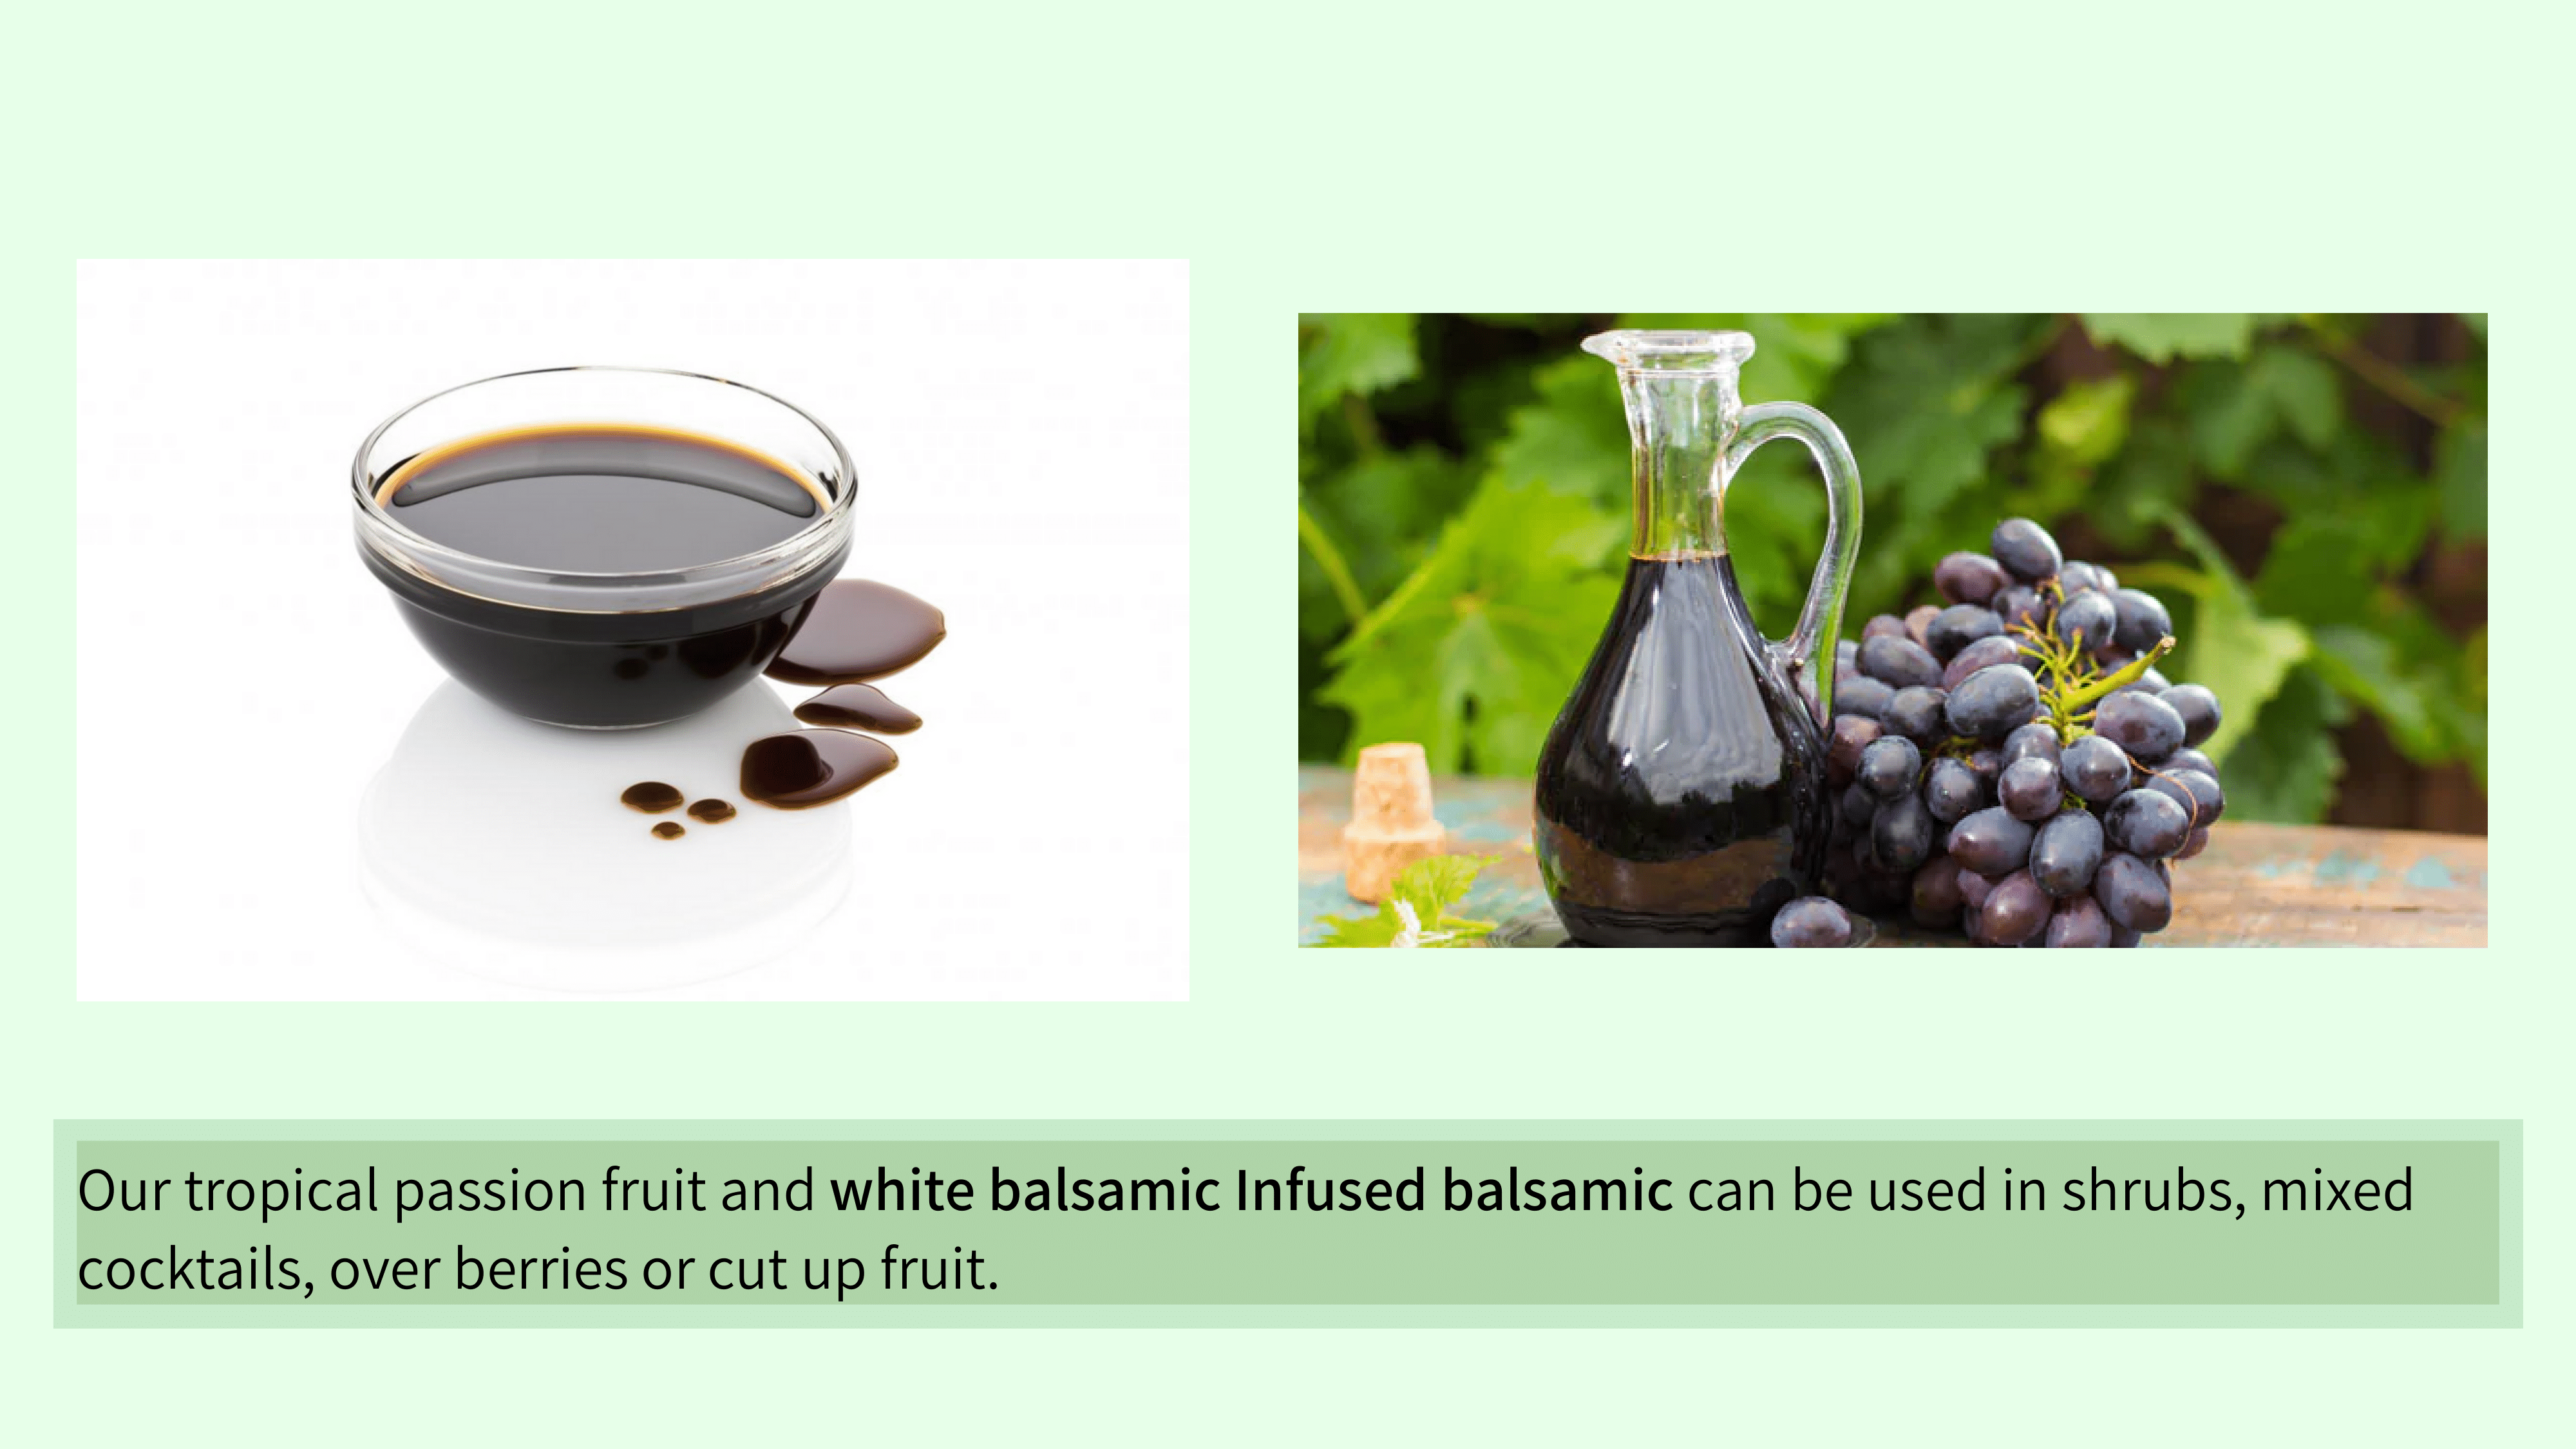 Our tropical passion fruit and white balsamic Infused balsamic can be used in shrubs, mixed
cocktails, over berries or cut up fruit.